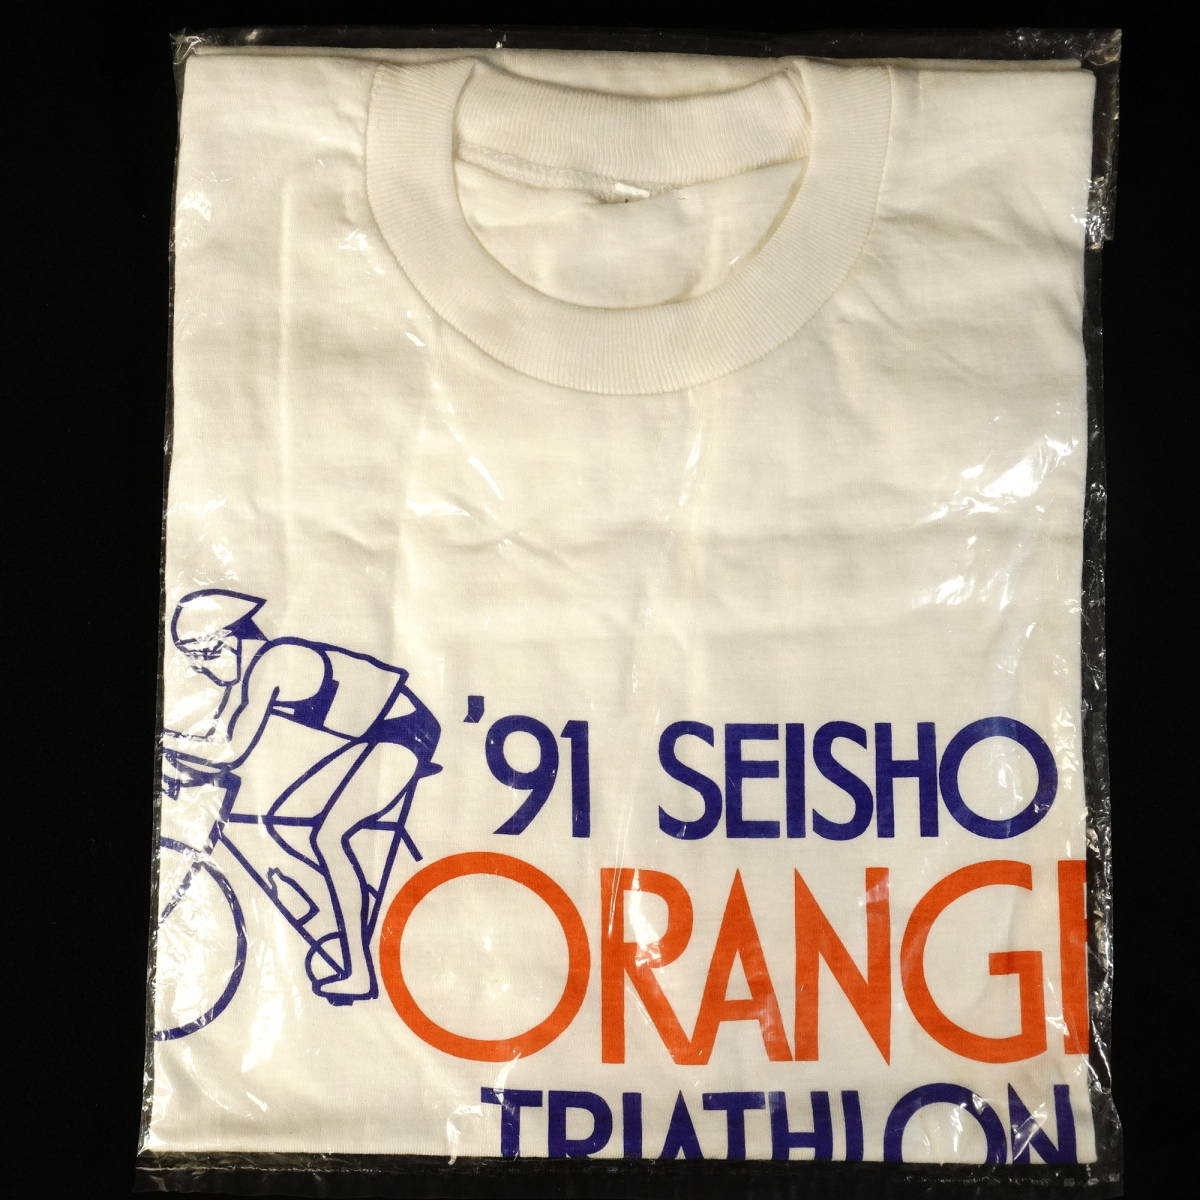 '91 SEISHO
ORANGE
TRIATHLON